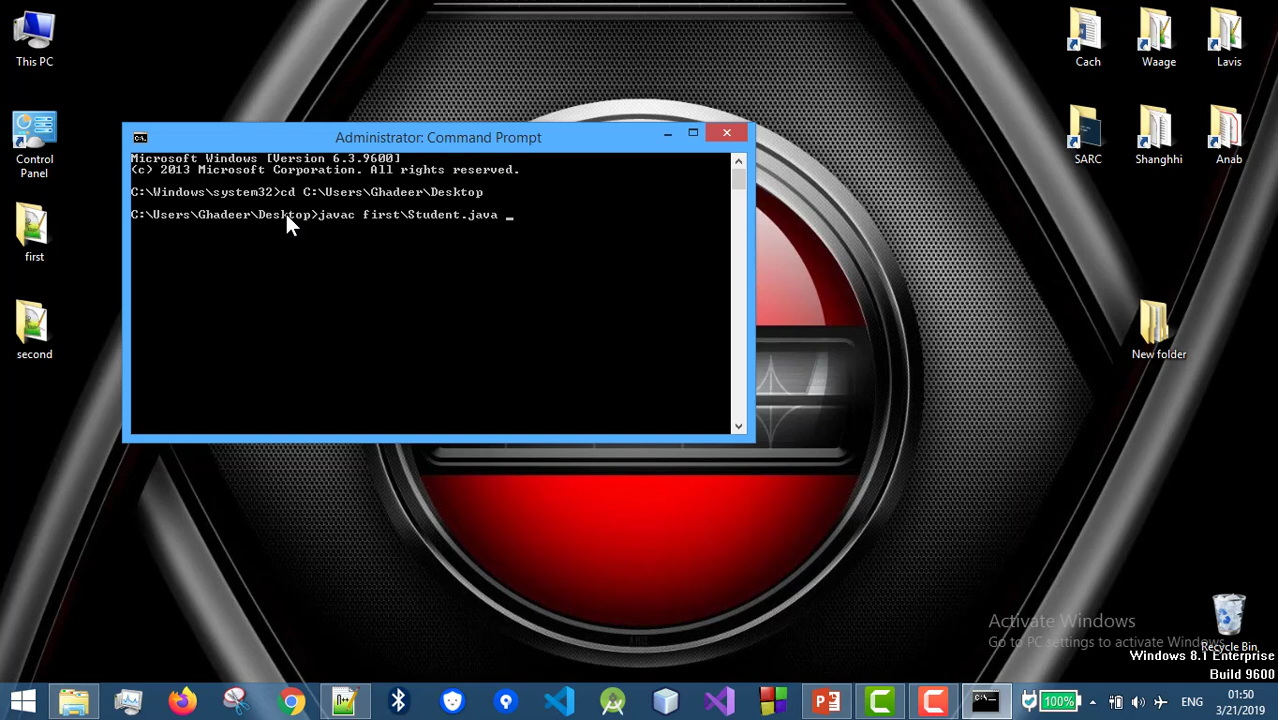 This PC
Control
Panel
first
second
Administrator: Command Prompt
Microsoft Windows [Version 6.3.9600]
(c) 2013 Microsoft Corporation. All rights reserved.
C:\Windows\system32>cd C:\Users\Ghadeer\Desktop
C:\Users\Ghadeer\Desktop>javac first\Student.java _
Cach
Waage
Lavis
SARC
Shanghhi
Anab
New folder
Activate Windows
Go to PC settings to activate Windows.
Recycle Bin
Windows 8.1 Enterprise
Build 9600
100%
ENG
01:50
3/21/2019